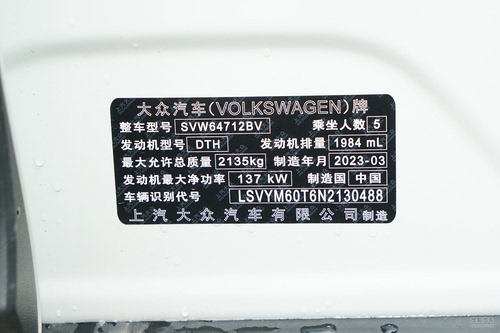 大众汽车(VOLKSWAGEN)牌
整车型号 SVW64712BV 乘坐人数 5
发动机型号 DTH 发动机排量 1984 mL
最大允许总质量 2135kg 制造年月 2023-03
发动机最大净功率 137 kW 制造国 中国
车辆识别代号 LSVYM60T6N2130488
上汽大众汽车有限公司制造